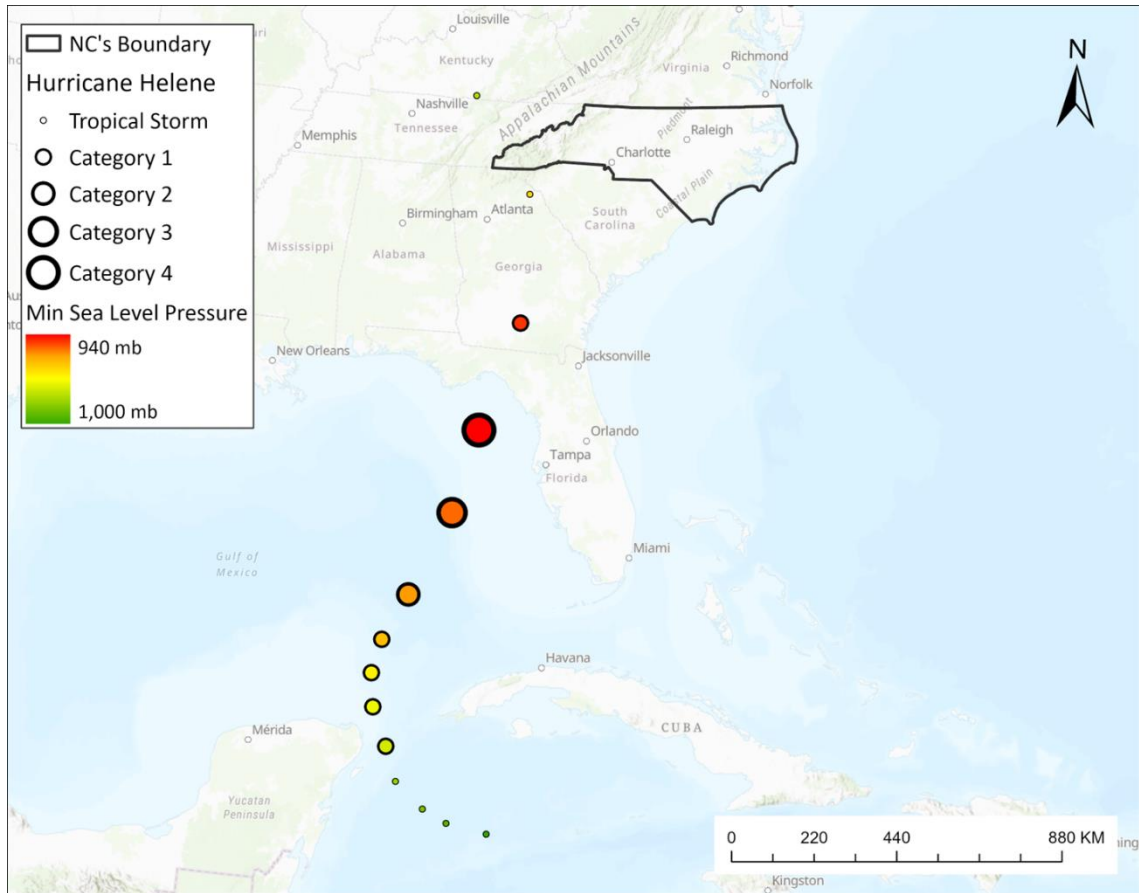 NC's Boundary
Hurricane Helene
Tropical Storm
Category 1
Category 2
Category 3
Category 4
Min Sea Level Pressure
940 mb
1,000 mb
N
Louisville
Kentucky
Appalachian Mountains
Virginia
Richmond
Norfolk
Nashville
Tennessee
Memphis
Piedmont
Raleigh
Charlotte
Coastal Plain
South
Carolina
Birmingham
Atlanta
Mississippi
Alabama
Georgia
New Orleans
Jacksonville
Orlando
Tampa
Florida
Gulf of
Mexico
Miami
Havana
CUBA
Mérida
Yucatan
Peninsula
0 220 440 880 KM
Kingston